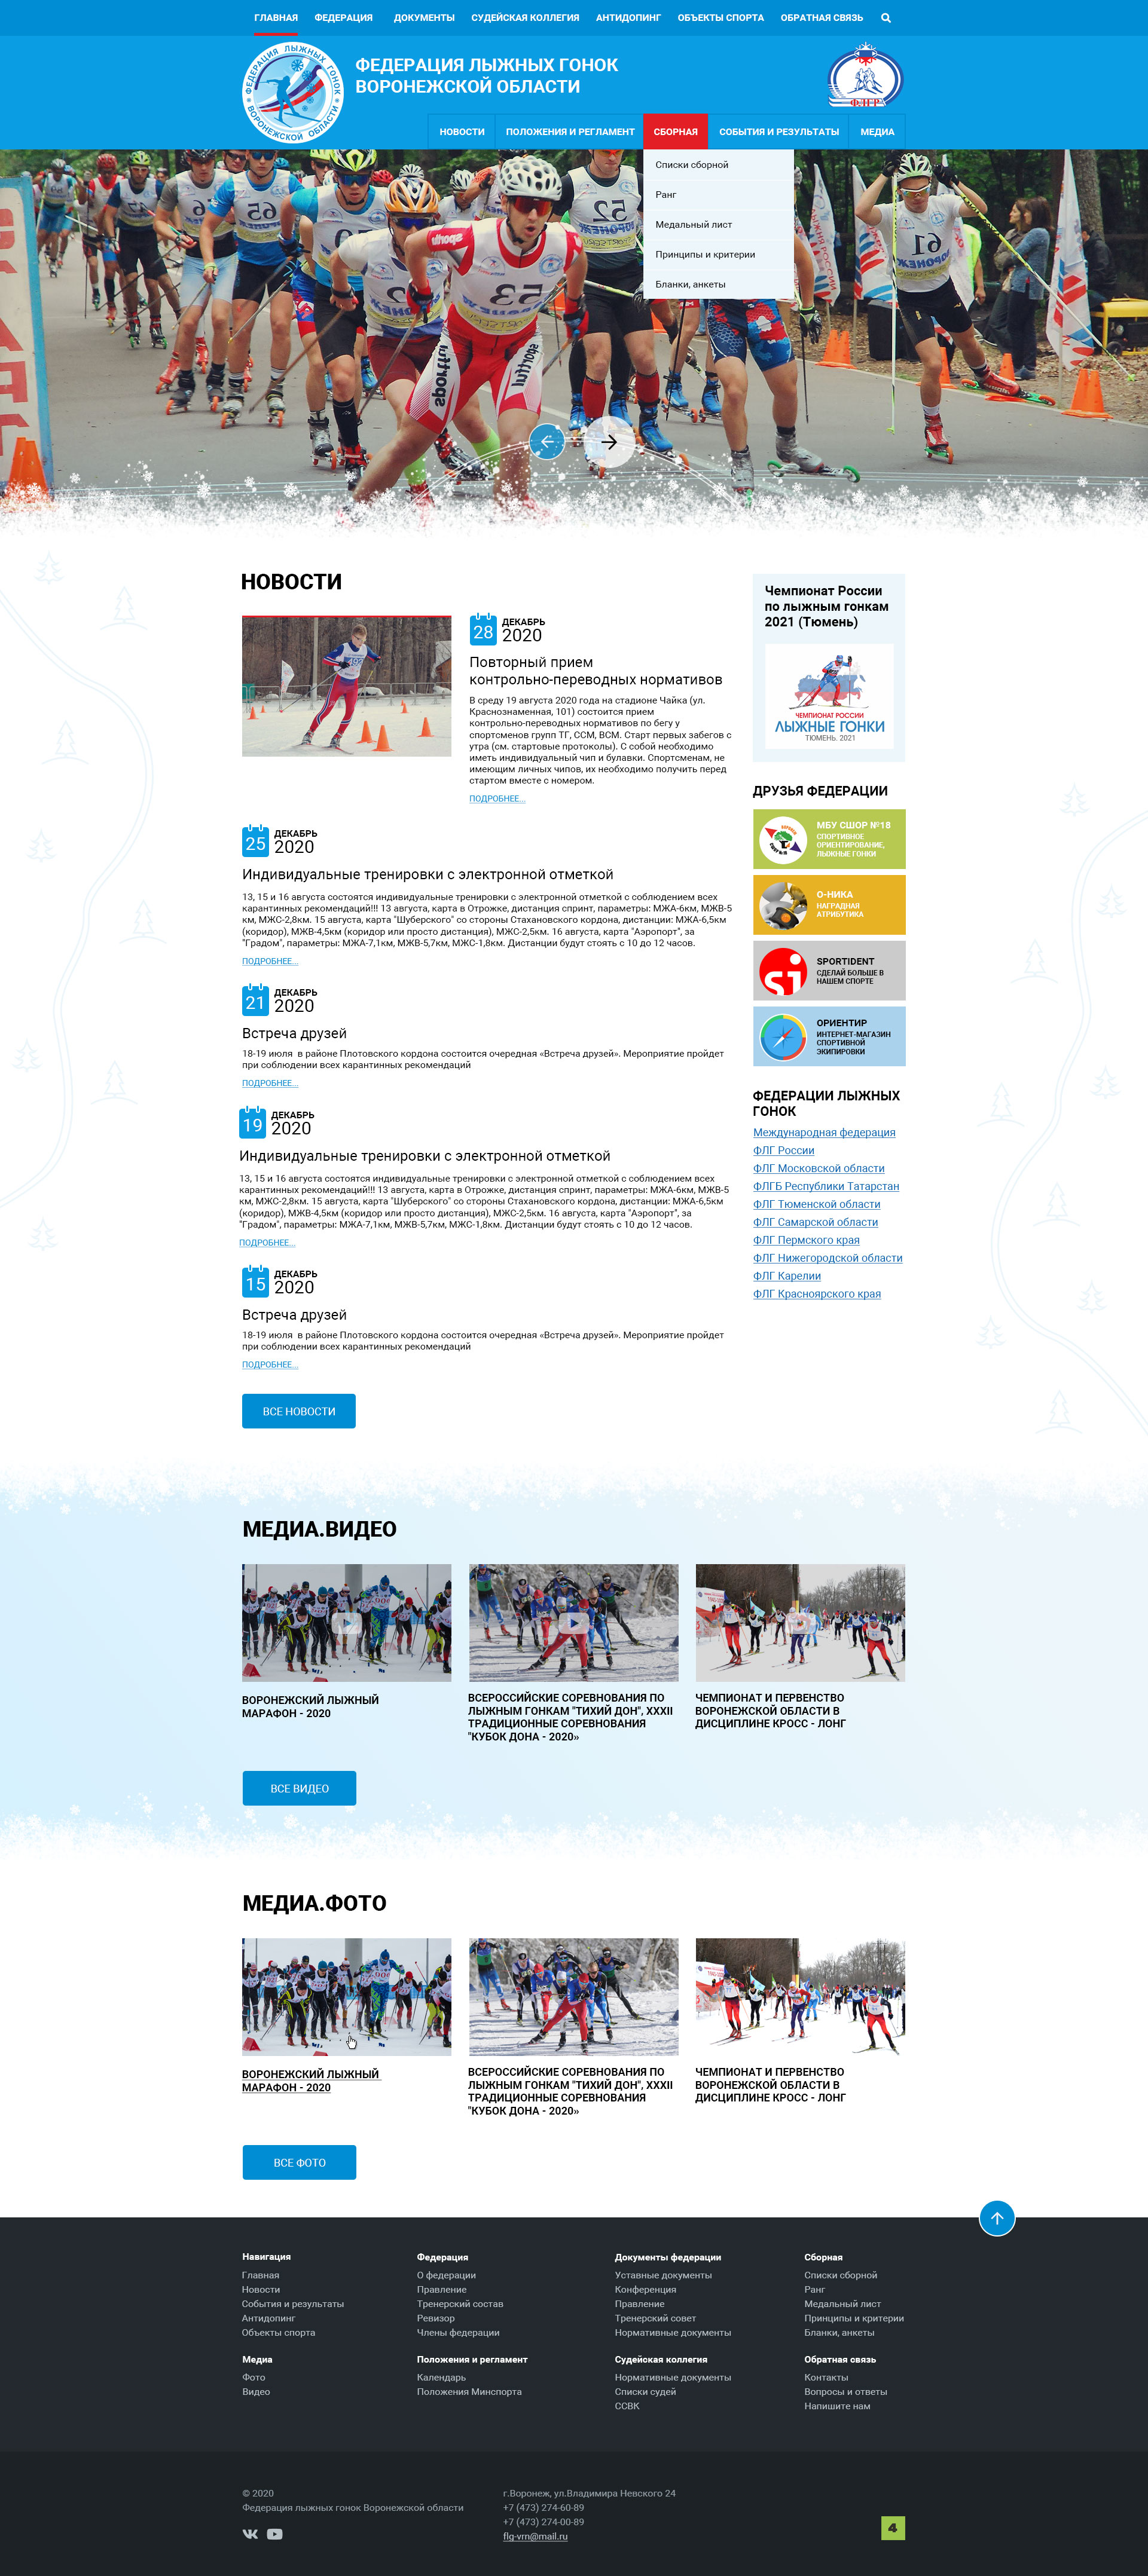 ГЛАВНАЯ ФЕДЕРАЦИЯ ДОКУМЕНТЫ СУДЕЙСКАЯ КОЛЛЕГИЯ АНТИДОПИНГ ОБЪЕКТЫ СПОРТА ОБРАТНАЯ СВЯЗЬ
ФЕДЕРАЦИЯ ЛЫЖНЫХ ГОНОК
ВОРОНЕЖСКОЙ ОБЛАСТИ
ФЕДЕРАЦИЯ ЛЫЖНЫХ ГОНОК
ВОРОНЕЖСКОЙ ОБЛАСТИ
ФЛГР
НОВОСТИ ПОЛОЖЕНИЯ И РЕГЛАМЕНТ СБОРНАЯ СОБЫТИЯ И РЕЗУЛЬТАТЫ МЕДИА
Списки сборной
Ранг
Медальный лист
Принципы и критерии
Бланки, анкеты
65
52
53
61
НОВОСТИ
28 ДЕКАБРЬ
2020
Повторный прием
контрольно-переводных нормативов
В среду 19 августа 2020 года на стадионе Чайка (ул.
Краснознаменная, 101) состоится прием
контрольно-переводных нормативов по бегу у
спортсменов групп ТГ, ССМ, ВСМ. Старт первых забегов с
утра (см. стартовые протоколы). С собой необходимо
иметь индивидуальный чип и булавки. Спортсменам, не
имеющим личных чипов, их необходимо получить перед
стартом вместе с номером.
ПОДРОБНЕЕ...
25 ДЕКАБРЬ
2020
Индивидуальные тренировки с электронной отметкой
13, 15 и 16 августа состоятся индивидуальные тренировки с электронной отметкой с соблюдением всех
карантинных рекомендаций!!! 13 августа, карта в Отрожке, дистанция спринт, параметры: МЖА-6км, МЖВ-5
км, МЖС-2,8км. 15 августа, карта "Шуберского" со стороны Стахановского кордона, дистанции: МЖА-6,5км
(коридор), МЖВ-4,5км (коридор или просто дистанция), МЖС-2,5км. 16 августа, карта "Аэропорт", за
"Градом", параметры: МЖА-7,1км, МЖВ-5,7км, МЖС-1,8км. Дистанции будут стоять с 10 до 12 часов.
ПОДРОБНЕЕ...
21 ДЕКАБРЬ
2020
Встреча друзей
18-19 июля в районе Плотовского кордона состоится очередная «Встреча друзей». Мероприятие пройдет
при соблюдении всех карантинных рекомендаций
ПОДРОБНЕЕ...
19 ДЕКАБРЬ
2020
Индивидуальные тренировки с электронной отметкой
13, 15 и 16 августа состоятся индивидуальные тренировки с электронной отметкой с соблюдением всех
карантинных рекомендаций!!! 13 августа, карта в Отрожке, дистанция спринт, параметры: МЖА-6км, МЖВ-5
км, МЖС-2,8км. 15 августа, карта "Шуберского" со стороны Стахановского кордона, дистанции: МЖА-6,5км
(коридор), МЖВ-4,5км (коридор или просто дистанция), МЖС-2,5км. 16 августа, карта "Аэропорт", за
"Градом", параметры: МЖА-7,1км, МЖВ-5,7км, МЖС-1,8км. Дистанции будут стоять с 10 до 12 часов.
ПОДРОБНЕЕ...
15 ДЕКАБРЬ
2020
Встреча друзей
18-19 июля в районе Плотовского кордона состоится очередная «Встреча друзей». Мероприятие пройдет
при соблюдении всех карантинных рекомендаций
ПОДРОБНЕЕ...
ВСЕ НОВОСТИ
Чемпионат России
по лыжным гонкам
2021 (Тюмень)
ЧЕМПИОНАТ РОССИИ
ЛЫЖНЫЕ ГОНКИ
ТЮМЕНЬ. 2021
ДРУЗЬЯ ФЕДЕРАЦИИ
МБУ СШОР №18
СПОРТИВНОЕ
ОРИЕНТИРОВАНИЕ,
ЛЫЖНЫЕ ГОНКИ
О-НИКА
НАГРАДНАЯ
АТРИБУТИКА
si
SPORTIDENT
СДЕЛАЙ БОЛЬШЕ В
НАШЕМ СПОРТЕ
ОРИЕНТИР
ИНТЕРНЕТ-МАГАЗИН
СПОРТИВНОЙ
ЭКИПИРОВКИ
ФЕДЕРАЦИИ ЛЫЖНЫХ
ГОНОК
Международная федерация
ФЛГ России
ФЛГ Московской области
ФЛГБ Республики Татарстан
ФЛГ Тюменской области
ФЛГ Самарской области
ФЛГ Пермского края
ФЛГ Нижегородской области
ФЛГ Карелии
ФЛГ Красноярского края
МЕДИА.ВИДЕО
ВОРОНЕЖСКИЙ ЛЫЖНЫЙ
МАРАФОН - 2020
ВСЕРОССИЙСКИЕ СОРЕВНОВАНИЯ ПО
ЛЫЖНЫМ ГОНКАМ "ТИХИЙ ДОН", XXXII
ТРАДИЦИОННЫЕ СОРЕВНОВАНИЯ
"КУБОК ДОНА - 2020»
ЧЕМПИОНАТ И ПЕРВЕНСТВО
ВОРОНЕЖСКОЙ ОБЛАСТИ В
ДИСЦИПЛИНЕ КРОСС - ЛОНГ
ВСЕ ВИДЕО
МЕДИА.ФОТО
ВОРОНЕЖСКИЙ ЛЫЖНЫЙ
МАРАФОН - 2020
ВСЕРОССИЙСКИЕ СОРЕВНОВАНИЯ ПО
ЛЫЖНЫМ ГОНКАМ "ТИХИЙ ДОН", XXXII
ТРАДИЦИОННЫЕ СОРЕВНОВАНИЯ
"КУБОК ДОНА - 2020»
ЧЕМПИОНАТ И ПЕРВЕНСТВО
ВОРОНЕЖСКОЙ ОБЛАСТИ В
ДИСЦИПЛИНЕ КРОСС - ЛОНГ
ВСЕ ФОТО
Навигация
Главная
Новости
События и результаты
Антидопинг
Объекты спорта
Федерация
О федерации
Правление
Тренерский состав
Ревизор
Члены федерации
Документы федерации
Уставные документы
Конференция
Правление
Тренерский совет
Нормативные документы
Сборная
Списки сборной
Ранг
Медальный лист
Принципы и критерии
Бланки, анкеты
Медиа
Фото
Видео
Положения и регламент
Календарь
Положения Минспорта
Судейская коллегия
Нормативные документы
Списки судей
ССВК
Обратная связь
Контакты
Вопросы и ответы
Напишите нам
© 2020
Федерация лыжных гонок Воронежской области
г.Воронеж, ул.Владимира Невского 24
+7 (473) 274-60-89
+7 (473) 274-00-89
flg-vrn@mail.ru
4